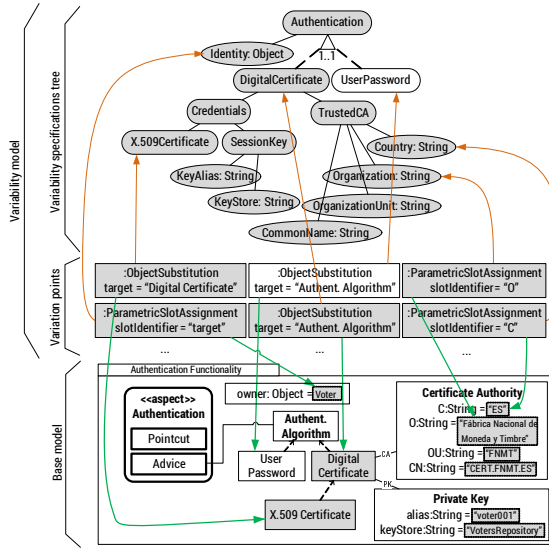 Variability model
Variability specifications tree
Authentication
Identity: Object
1..1
DigitalCertificate
UserPassword
Credentials
TrustedCA
X.509Certificate
SessionKey
Country: String
KeyAlias: String
Organization: String
KeyStore: String
OrganizationUnit: String
CommonName: String
Variation points
:ObjectSubstitution
target = “Digital Certificate”
:ObjectSubstitution
target = “Authent. Algorithm”
:ParametricSlotAssignment
slotIdentifier = “O”
:ParametricSlotAssignment
slotIdentifier = “target”
:ObjectSubstitution
target = “Authent. Algorithm”
:ParametricSlotAssignment
slotIdentifier = “C”
...
...
...
Base model
Authentication Functionality
<<aspect>>
Authentication
Pointcut
Advice
owner: Object = Voter
Authent.
Algorithm
User
Password
Digital
Certificate
X.509 Certificate
CA
PK
Certificate Authority
C:String = “ES”
O:String = “Fábrica Nacional de
Moneda y Timbre”
OU:String = “FNMT”
CN:String = “CERT.FNMT.ES”
Private Key
alias:String = “voter001”
keyStore:String = “VotersRepository”